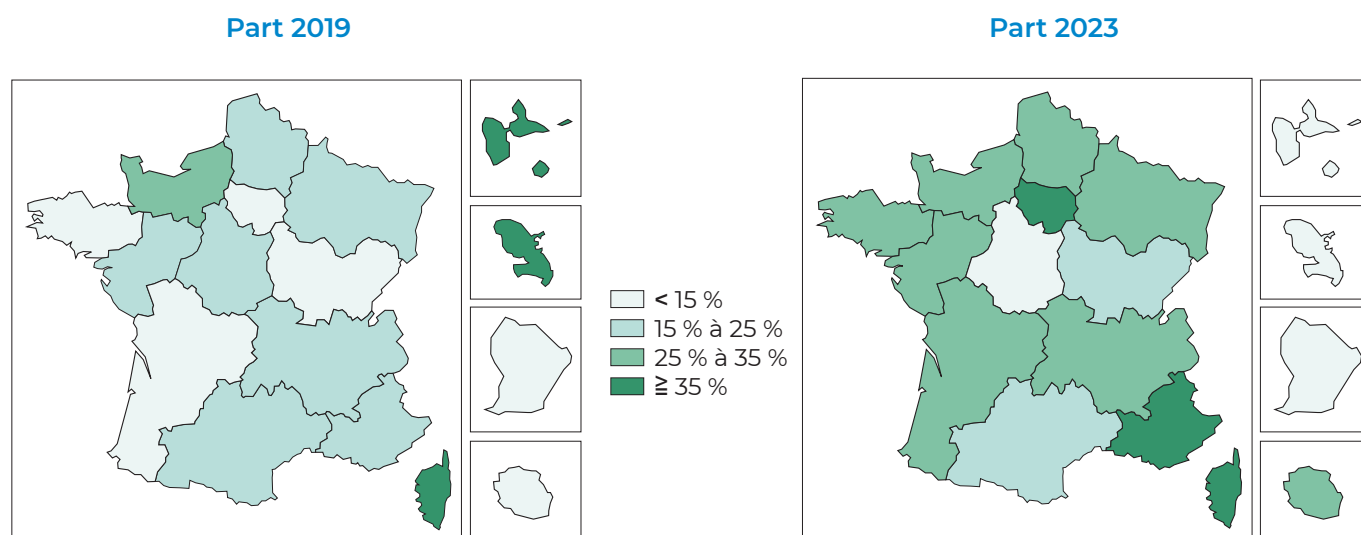 Part 2019
Part 2023
< 15 %
15 % à 25 %
25 % à 35 %
≧ 35 %